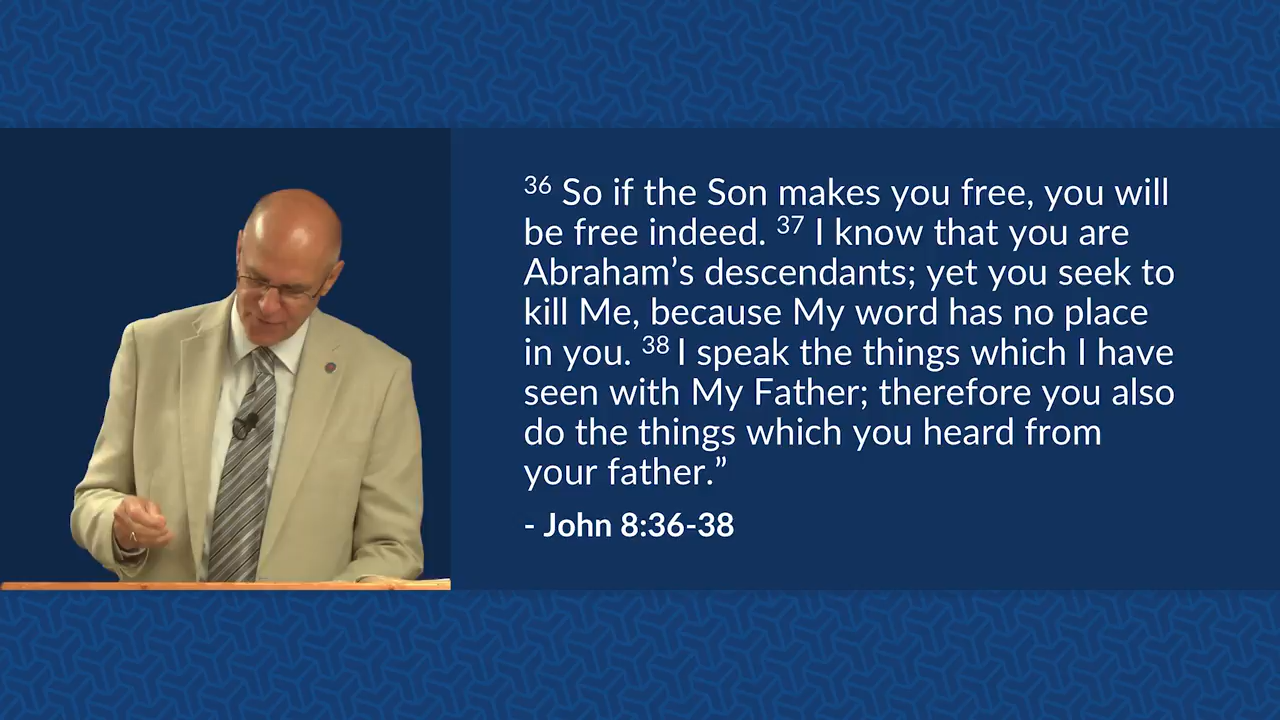 36 So if the Son makes you free, you will
be free indeed. 37 I know that you are
Abraham’s descendants; yet you seek to
kill Me, because My word has no place
in you. 38 I speak the things which I have
seen with My Father; therefore you also
do the things which you heard from
your father.”
- John 8:36-38